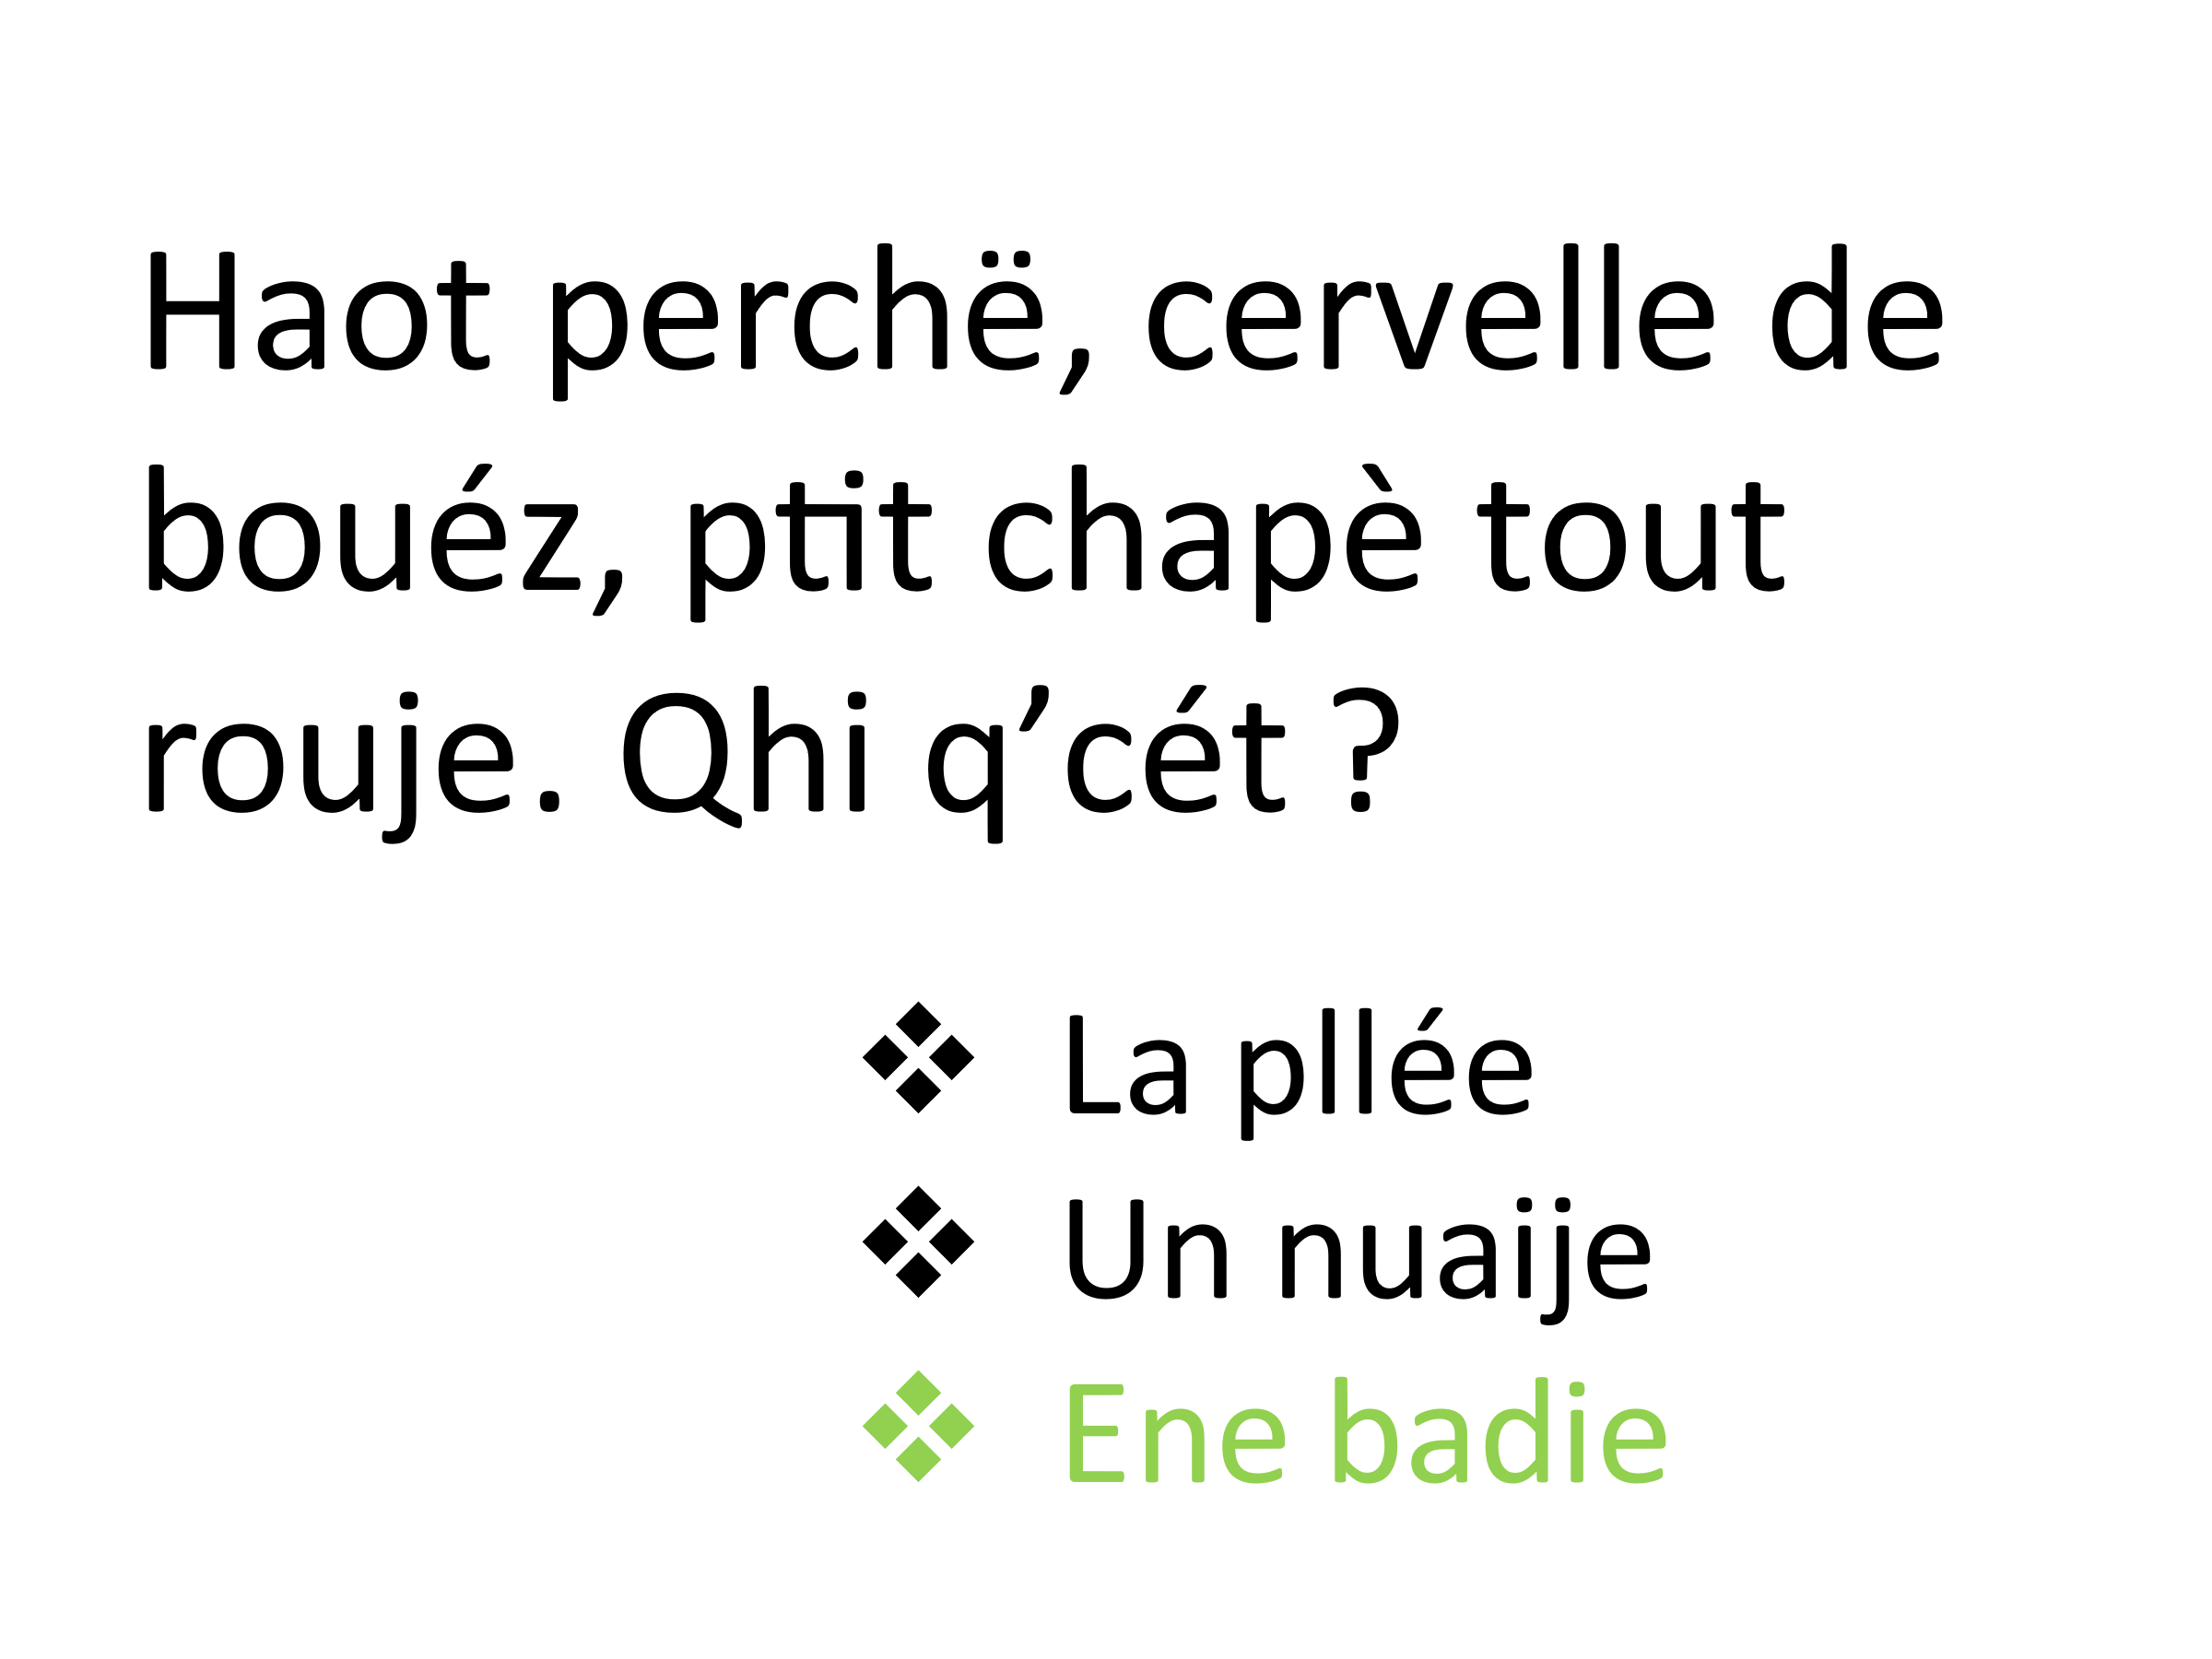 Haot perchë, cervelle de
bouéz, ptit chapè tout
rouje. Qhi q’ cét ?
❖ La pllée
❖ Un nuaije
❖ Ene badie